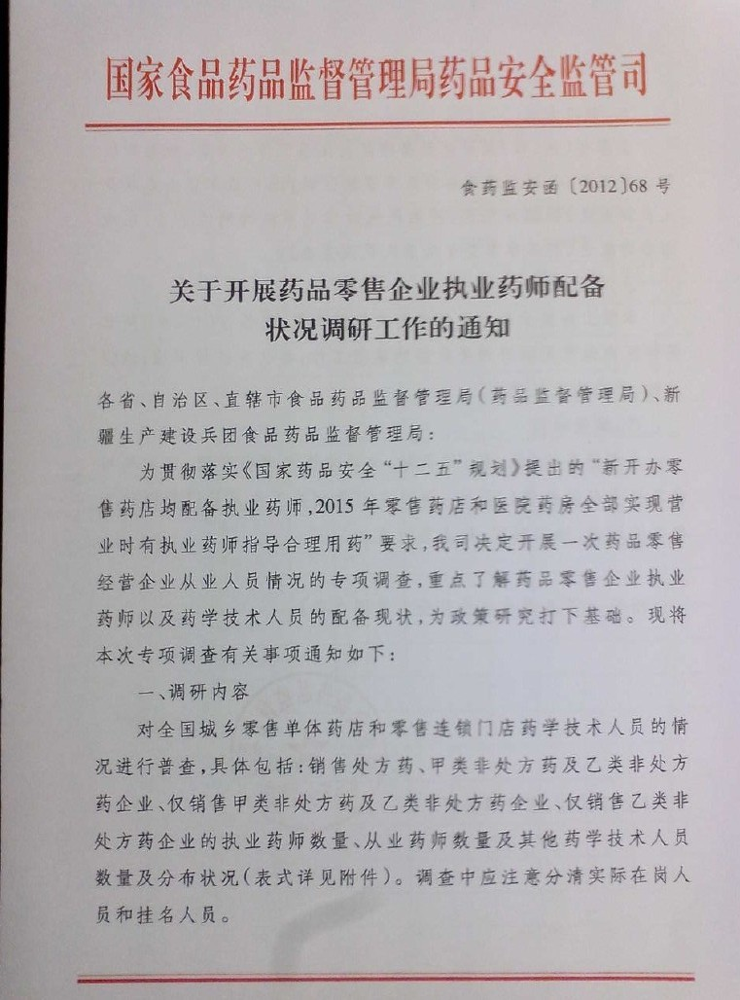 国家食品药品监督管理局药品安全监管司
食药监安函〔2012〕68 号
关于开展药品零售企业执业药师配备
状况调研工作的通知
各省、自治区、直辖市食品药品监督管理局(药品监督管理局)、新
疆生产建设兵团食品药品监督管理局:
为贯彻落实《国家药品安全“十二五”规划》提出的“新开办零
售药店均配备执业药师,2015 年零售药店和医院药房全部实现营
业时有执业药师指导合理用药”要求,我司决定开展一次药品零售
经营企业从业人员情况的专项调查,重点了解药品零售企业执业
药师以及药学技术人员的配备现状,为政策研究打下基础。现将
本次专项调查有关事项通知如下:
一、调研内容
对全国城乡零售单体药店和零售连锁门店药学技术人员的情
况进行普查,具体包括:销售处方药、甲类非处方药及乙类非处方
药企业、仅销售甲类非处方药及乙类非处方药企业、仅销售乙类非
处方药企业的执业药师数量、从业药师数量及其他药学技术人员
数量及分布状况(表式详见附件)。调查中应注意分清实际在岗人
员和挂名人员。